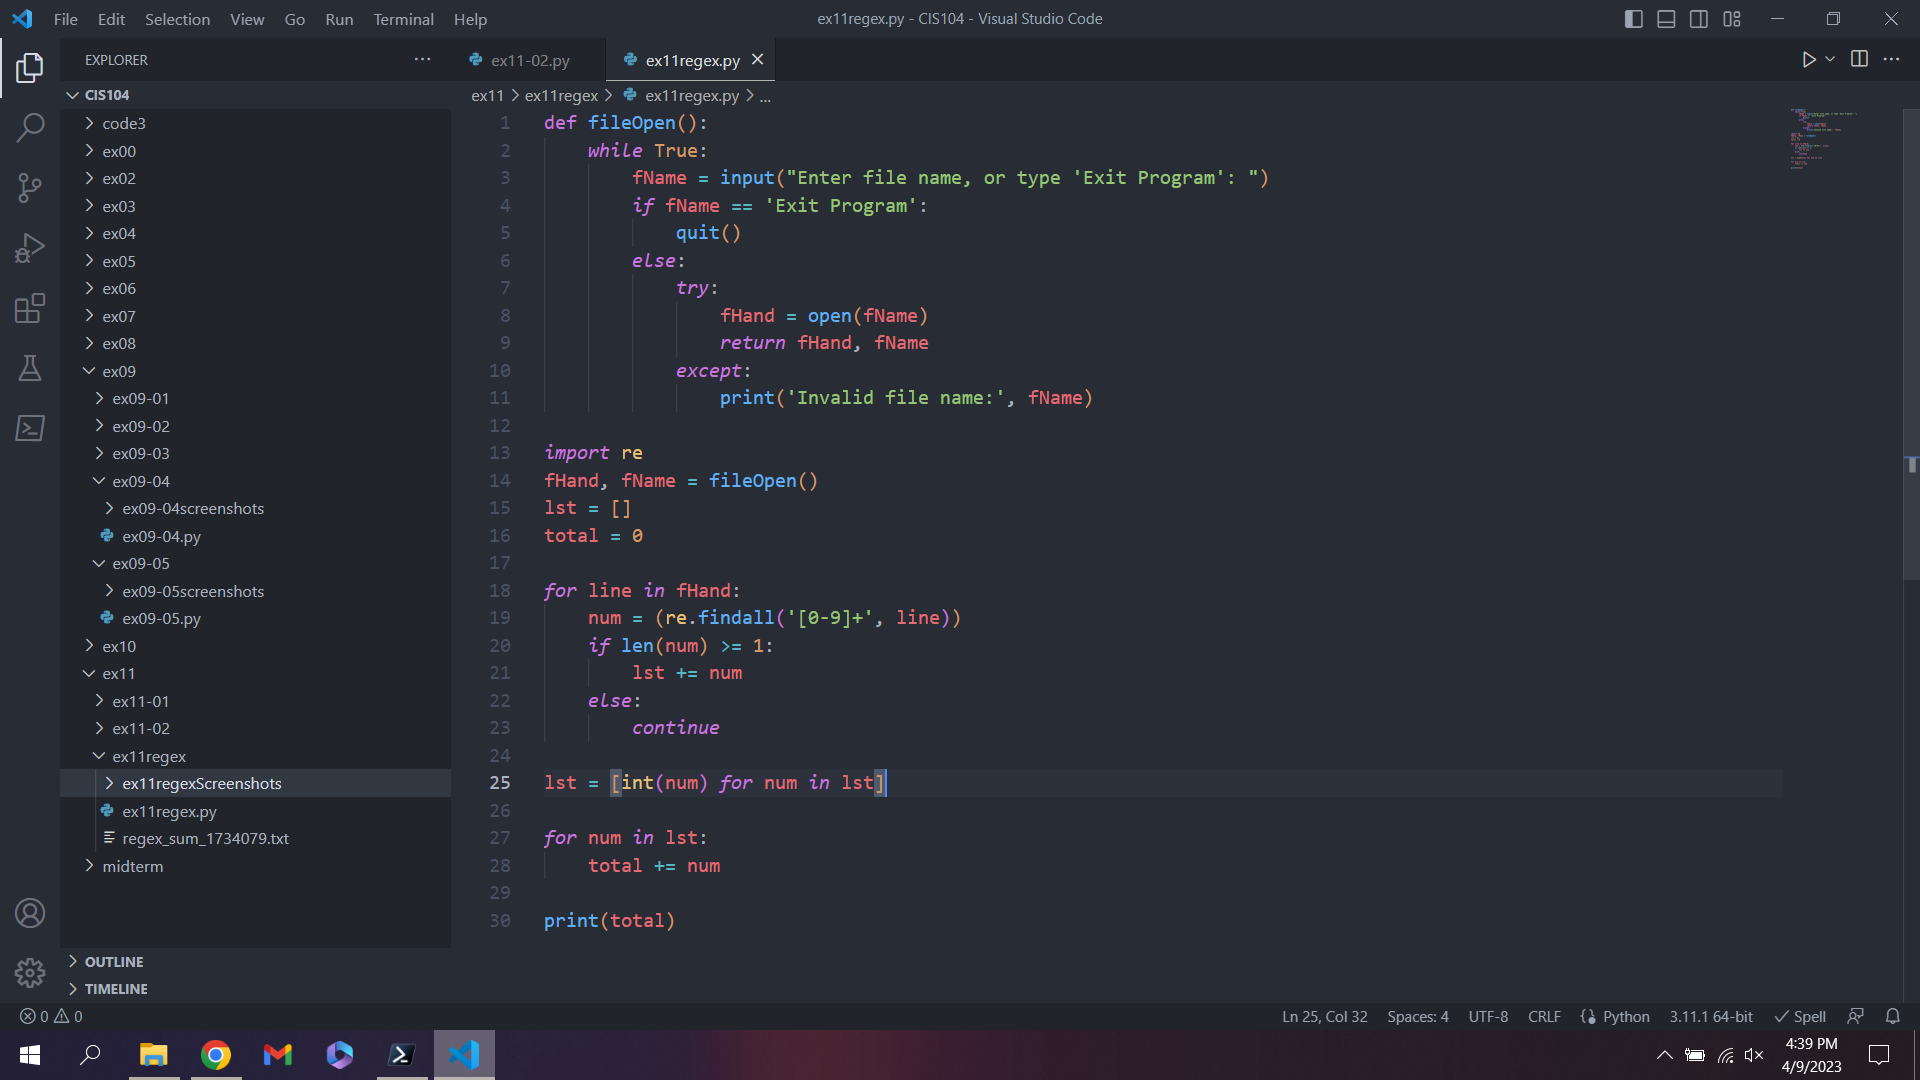 File Edit Selection View Go Run Terminal Help
ex11regex.py - CIS104 - Visual Studio Code
EXPLORER
ex11-02.py
ex11regex.py
CIS104
ex11 > ex11regex > ex11regex.py > ...
code3
ex00
ex02
ex03
ex04
ex05
ex06
ex07
ex08
ex09
ex09-01
ex09-02
ex09-03
ex09-04
ex09-04screenshots
ex09-04.py
ex09-05
ex09-05screenshots
ex09-05.py
ex10
ex11
ex11-01
ex11-02
ex11regex
ex11regexScreenshots
ex11regex.py
regex_sum_1734079.txt
midterm
OUTLINE
TIMELINE
1 def fileOpen():
2     while True:
3         fName = input("Enter file name, or type 'Exit Program': ")
4         if fName == 'Exit Program':
5             quit()
6         else:
7             try:
8                 fHand = open(fName)
9                 return fHand, fName
10             except:
11                 print('Invalid file name:', fName)
12
13 import re
14 fHand, fName = fileOpen()
15 lst = []
16 total = 0
17
18 for line in fHand:
19     num = (re.findall('[0-9]+', line))
20     if len(num) >= 1:
21         lst += num
22     else:
23         continue
24
25 lst = [int(num) for num in lst]
26
27 for num in lst:
28     total += num
29
30 print(total)
0 0
Ln 25, Col 32
Spaces: 4
UTF-8
CRLF
Python
3.11.1 64-bit
Spell
4:39 PM
4/9/2023